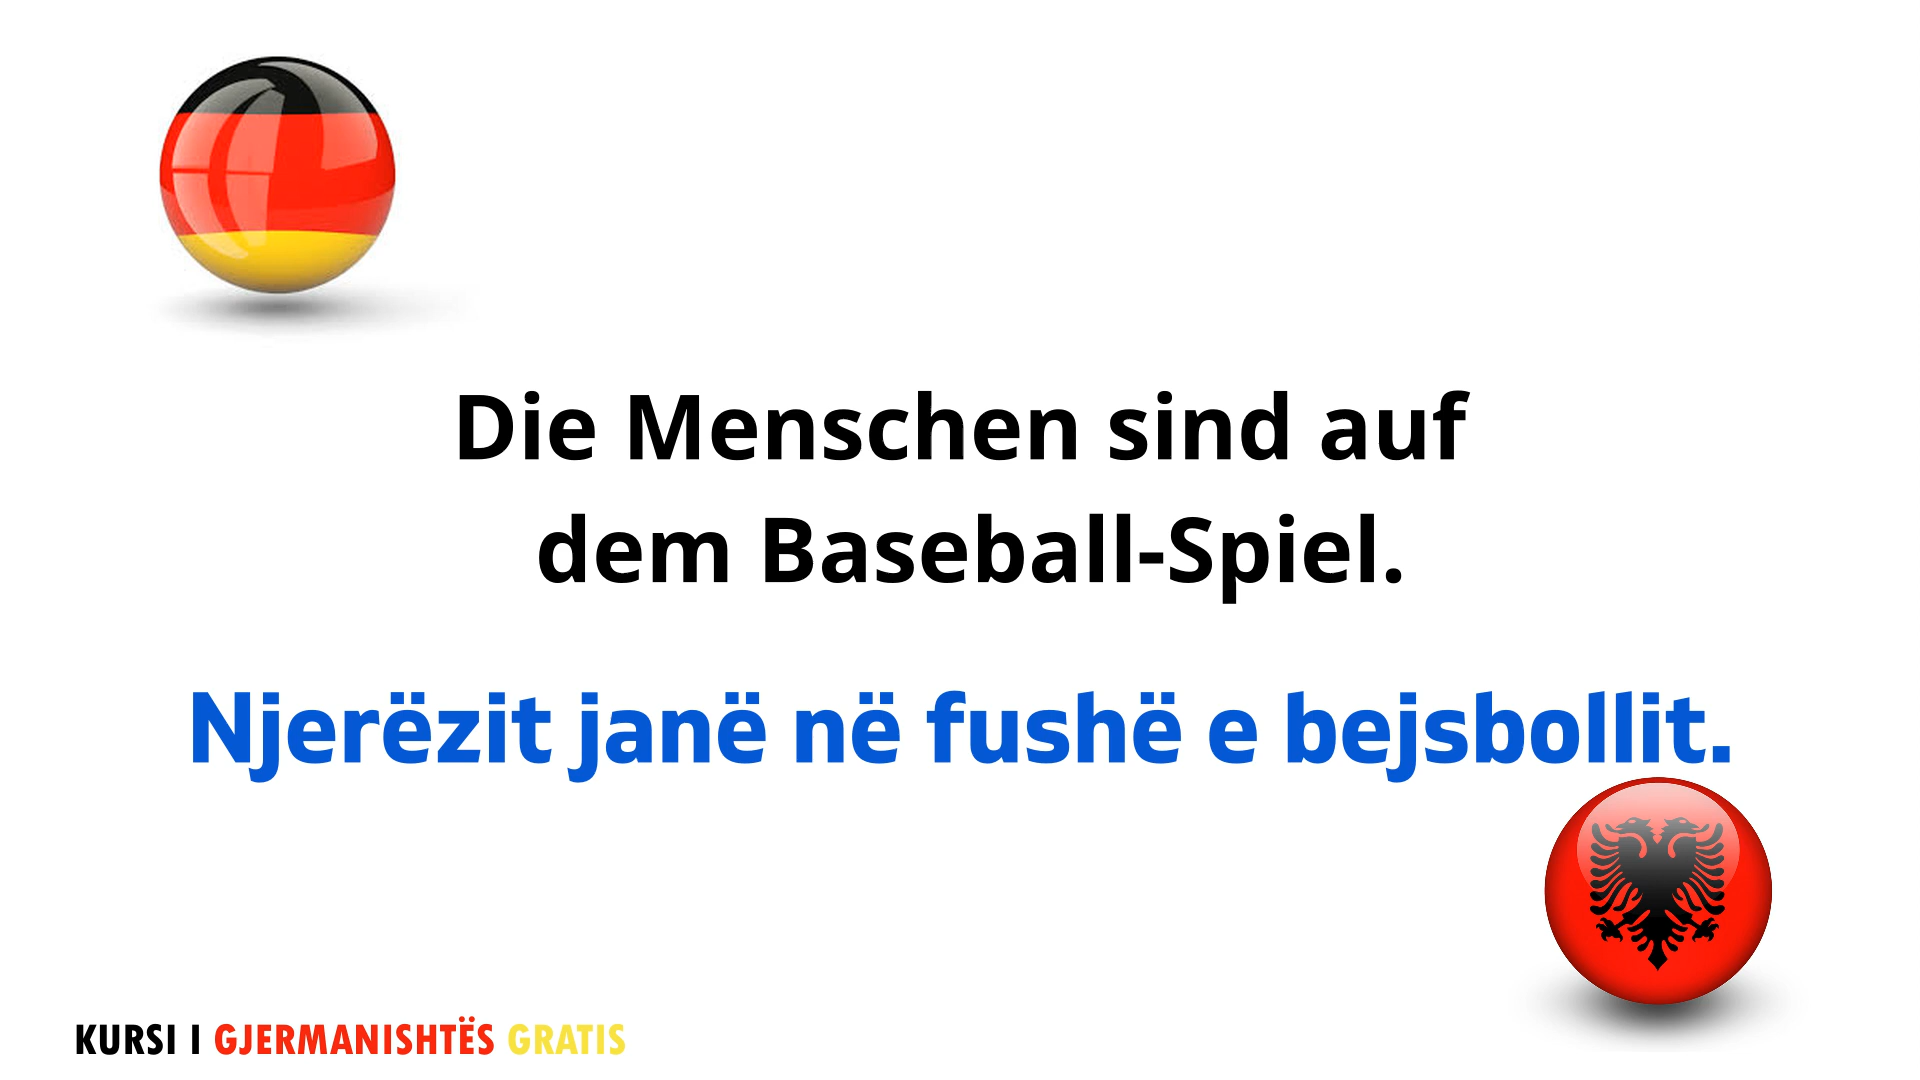 Die Menschen sind auf
dem Baseball-Spiel.
Njerëzit janë në fushë e bejsbollit.
KURSI I GJERMANISHTËS GRATIS